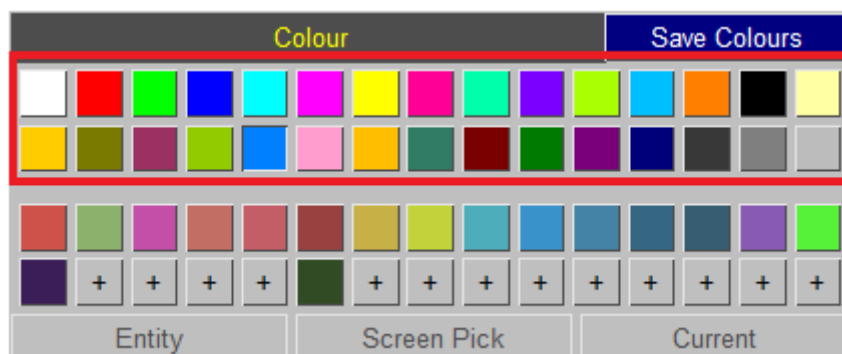 Colour Save Colours
+ + + + + + + + + + + + +
Entity Screen Pick Current